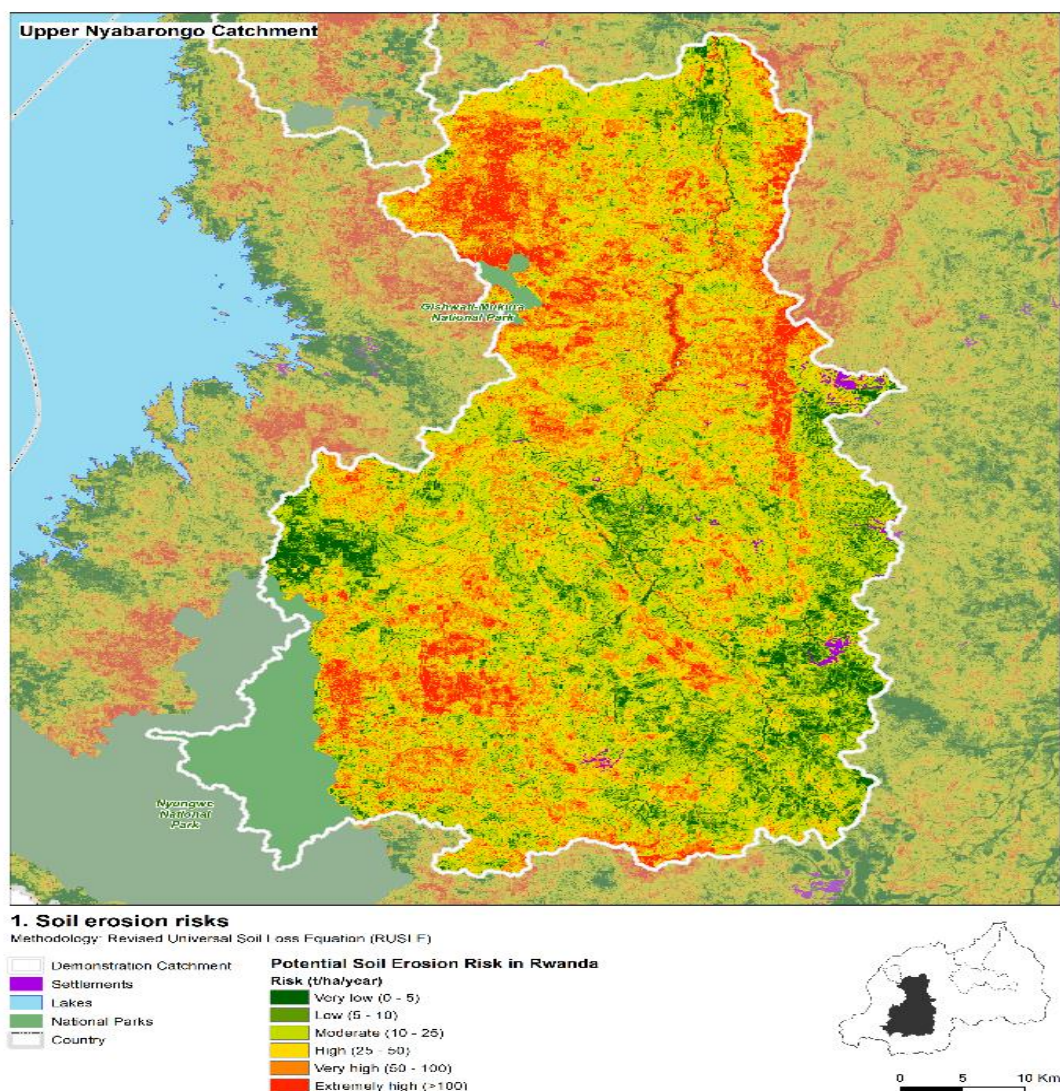 Upper Nyabarongo Catchment
Gishwati-Mukura
National Park
Nyungwe
National
Park
1. Soil erosion risks
Methodology: Revised Universal Soil Loss Equation (RUSLE)
Demonstration Catchment
Settlements
Lakes
National Parks
Country
Potential Soil Erosion Risk in Rwanda
Risk (t/ha/year)
Very low (0 - 5)
Low (5 - 10)
Moderate (10 - 25)
High (25 - 50)
Very high (50 - 100)
Extremely high (>100)
0 5 10 Km